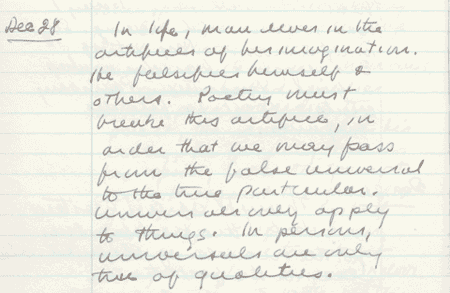 Dec 28 In life, man lives in the
artifices of his imagination.
He falsifies himself &
others. Poetry must
break this artifice, in
order that we may pass
from the false universal
to the true particular.
Universals only apply
to things. In persons,
universals are only
true of qualities.